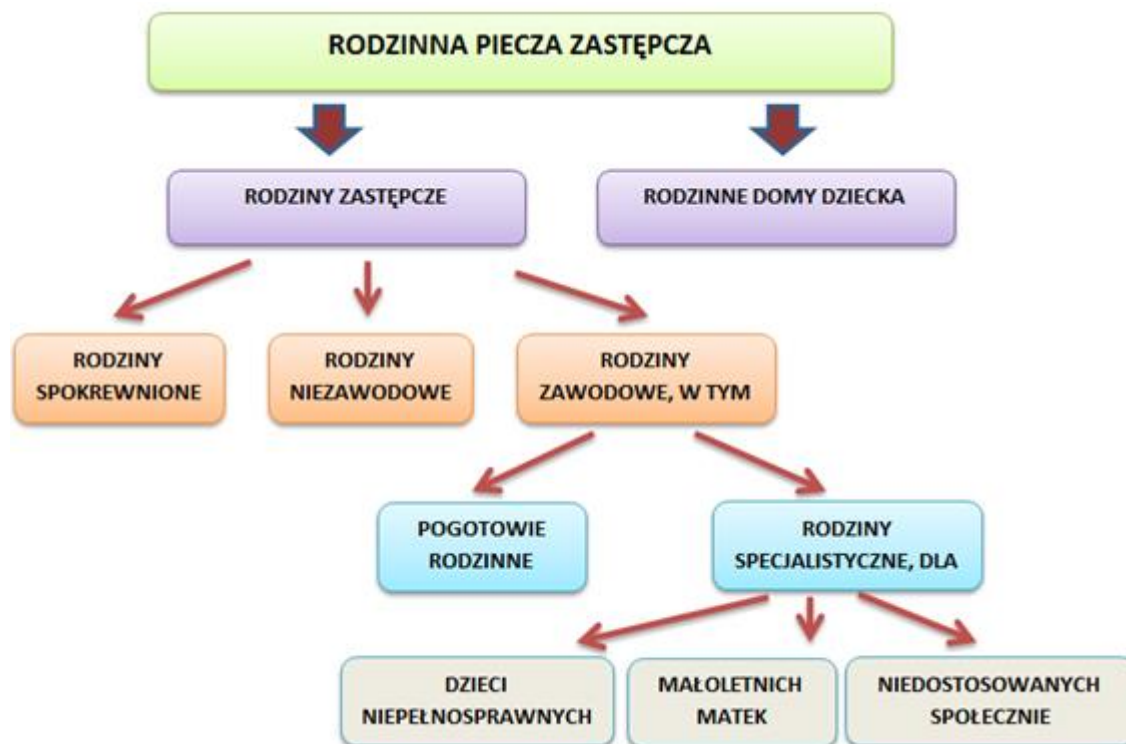 RODZINNA PIECZA ZASTĘPCZA
RODZINY ZASTĘPCZE
RODZINNE DOMY DZIECKA
RODZINY
SPOKREWNIONE
RODZINY
NIEZAWODOWE
RODZINY
ZAWODOWE, W TYM
POGOTOWIE
RODZINNE
RODZINY
SPECJALISTYCZNE, DLA
DZIECI
NIEPEŁNOSPRAWNYCH
MAŁOLETNICH
MATEK
NIEDOSTOSOWANYCH
SPOŁECZNIE